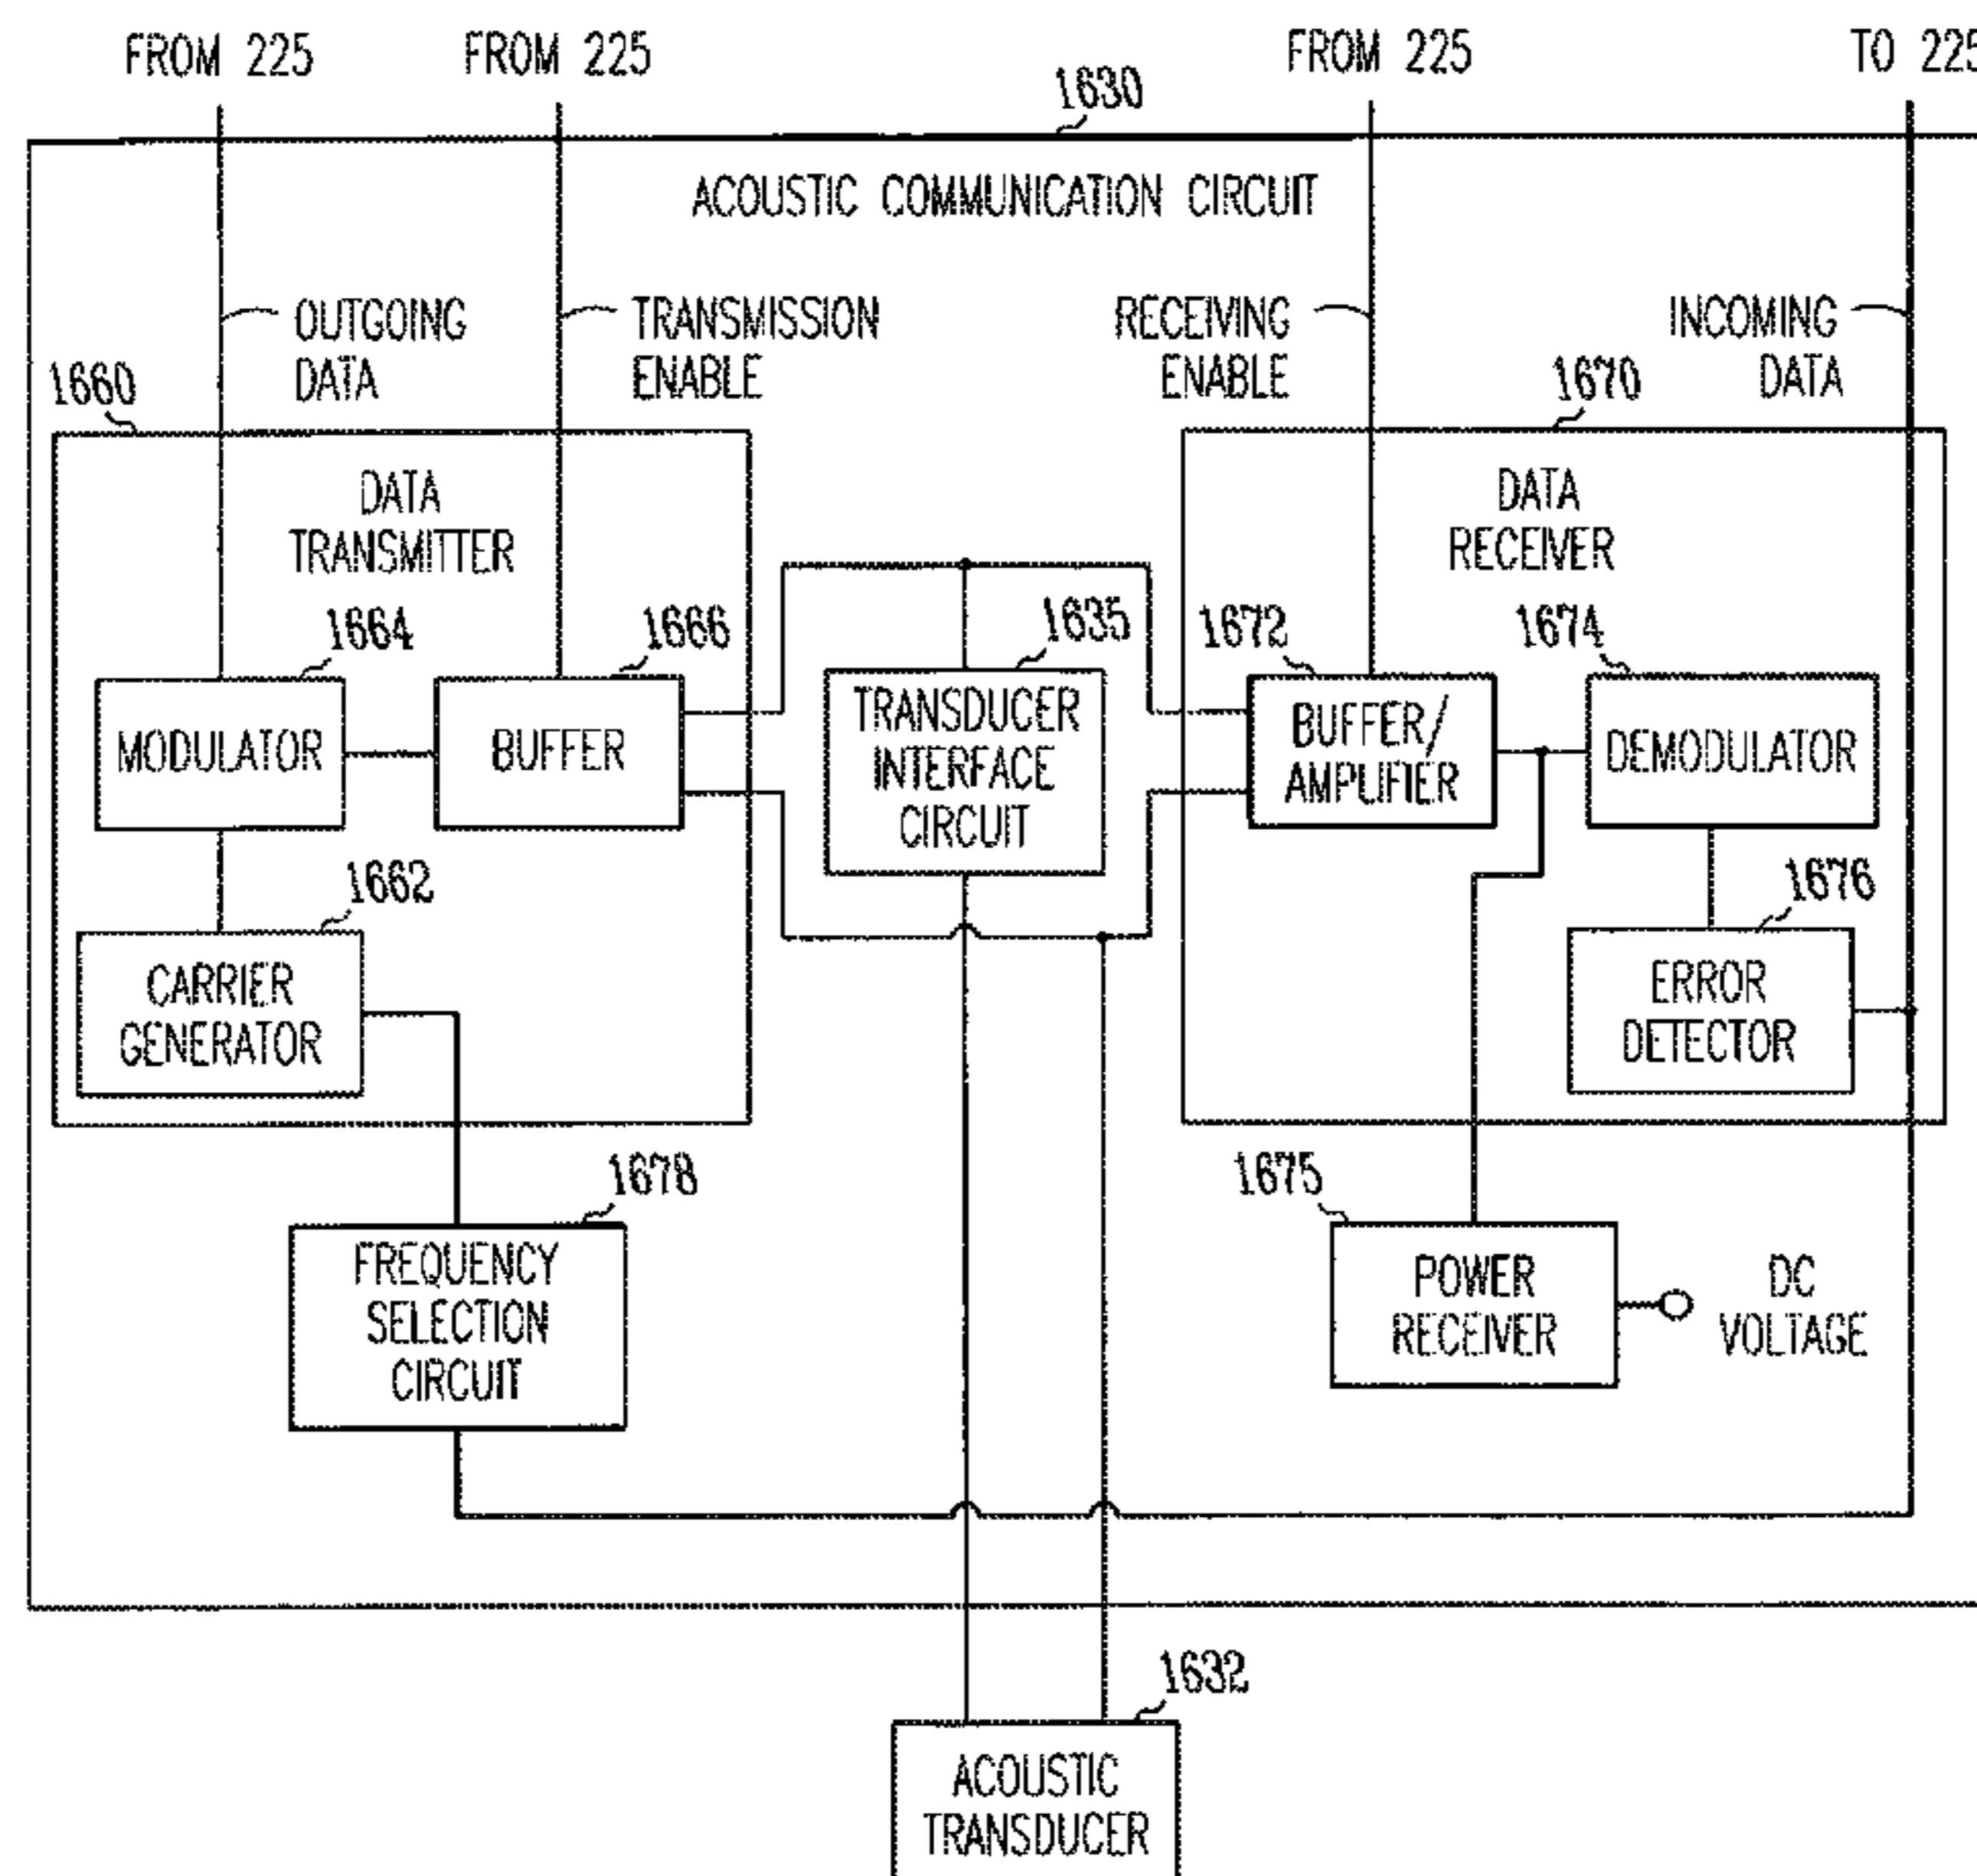 FROM 225
FROM 225
FROM 225
TO 225
1630
ACOUSTIC COMMUNICATION CIRCUIT
OUTGOING
DATA
TRANSMISSION
ENABLE
RECEIVING
ENABLE
INCOMING
DATA
1660
1670
DATA
TRANSMITTER
DATA
RECEIVER
1664
1666
1635
1672
1674
MODULATOR
BUFFER
TRANSDUCER
INTERFACE
CIRCUIT
BUFFER/
AMPLIFIER
DEMODULATOR
1662
1676
CARRIER
GENERATOR
ERROR
DETECTOR
1678
1675
FREQUENCY
SELECTION
CIRCUIT
POWER
RECEIVER
DC
VOLTAGE
1632
ACOUSTIC
TRANSDUCER